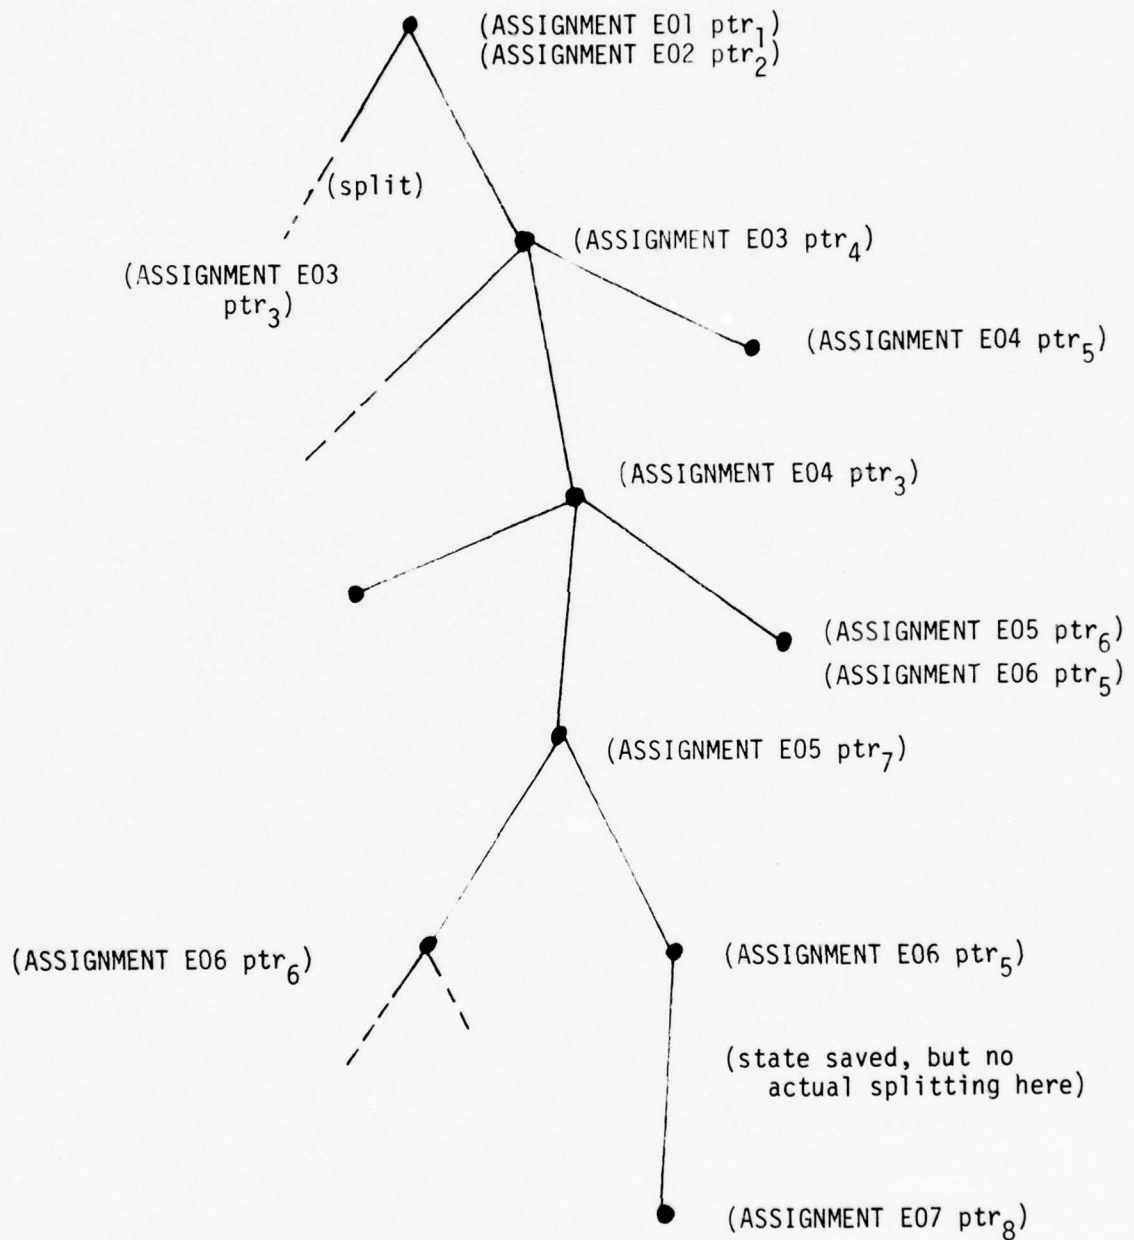 (ASSIGNMENT E01 ptr₁)
(ASSIGNMENT E02 ptr₂)
(split)
(ASSIGNMENT E03 ptr₄)
(ASSIGNMENT E03
ptr₃)
(ASSIGNMENT E04 ptr₅)
(ASSIGNMENT E04 ptr₃)
(ASSIGNMENT E05 ptr₆)
(ASSIGNMENT E06 ptr₅)
(ASSIGNMENT E05 ptr₇)
(ASSIGNMENT E06 ptr₆)
(ASSIGNMENT E06 ptr₅)
(state saved, but no
actual splitting here)
(ASSIGNMENT E07 ptr₈)